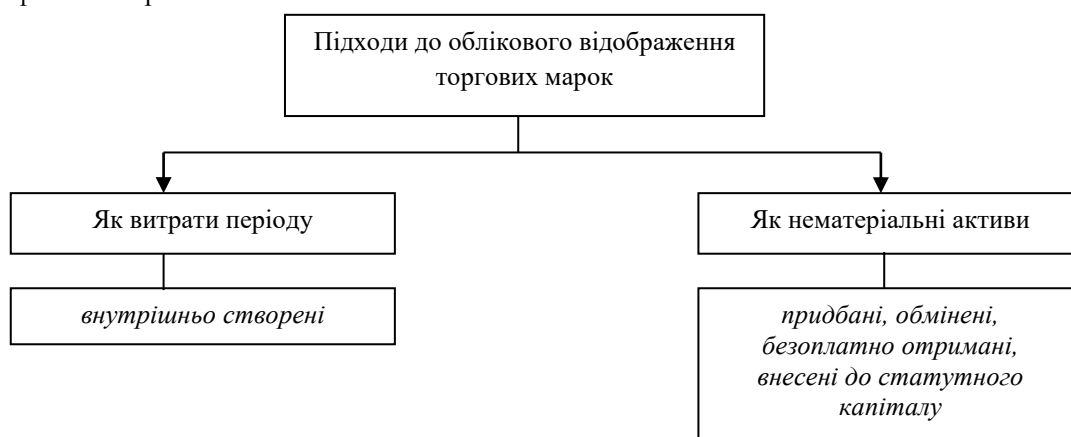 Підходи до облікового відображення
торгових марок
Як витрати періоду
Як нематеріальні активи
внутрішньо створені
придбані, обмінені,
безоплатно отримані,
внесені до статутного
капіталу